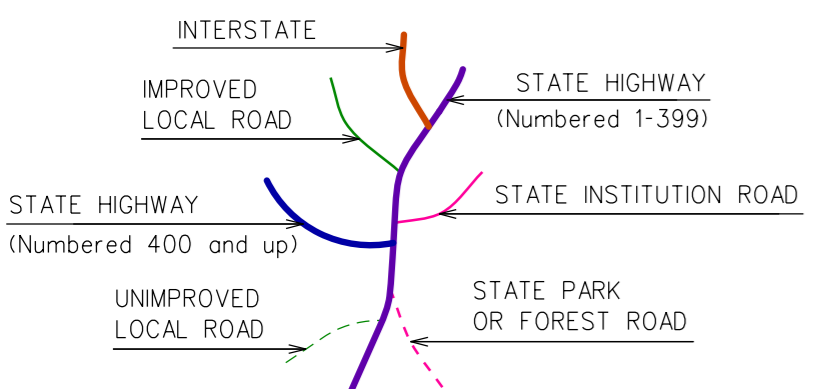 INTERSTATE
STATE HIGHWAY
(Numbered 1-399)
IMPROVED
LOCAL ROAD
STATE INSTITUTION ROAD
STATE HIGHWAY
(Numbered 400 and up)
STATE PARK
OR FOREST ROAD
UNIMPROVED
LOCAL ROAD